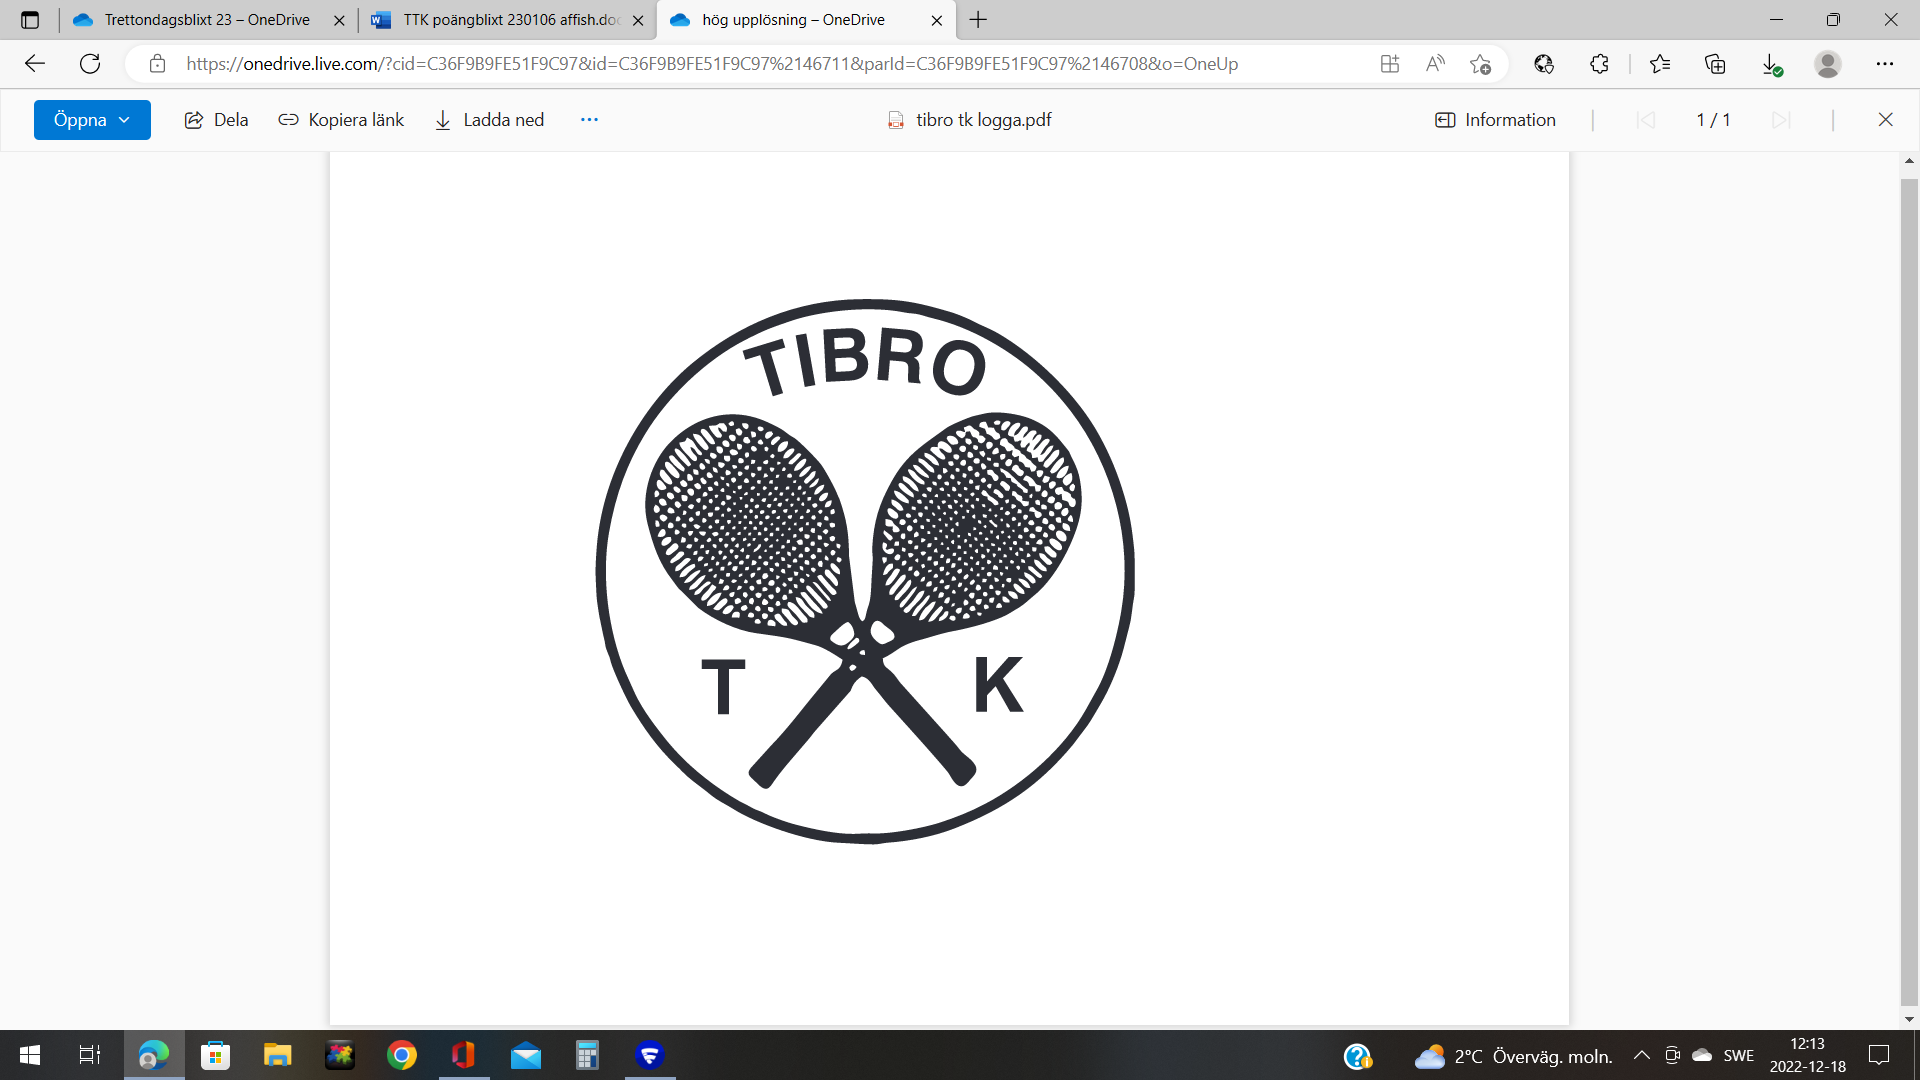 Trettondagsblixt 23 – OneDrive
TTK poängblixt 230106 affish.doc
hög upplösning – OneDrive
https://onedrive.live.com/?cid=C36F9B9FE51F9C97&id=C36F9B9FE51F9C97%2146711&parId=C36F9B9FE51F9C97%2146708&o=OneUp
Öppna
Dela
Kopiera länk
Ladda ned
tibro tk logga.pdf
Information
1 / 1
TIBRO
T K
2°C Överväg. moln.
SWE
12:13
2022-12-18